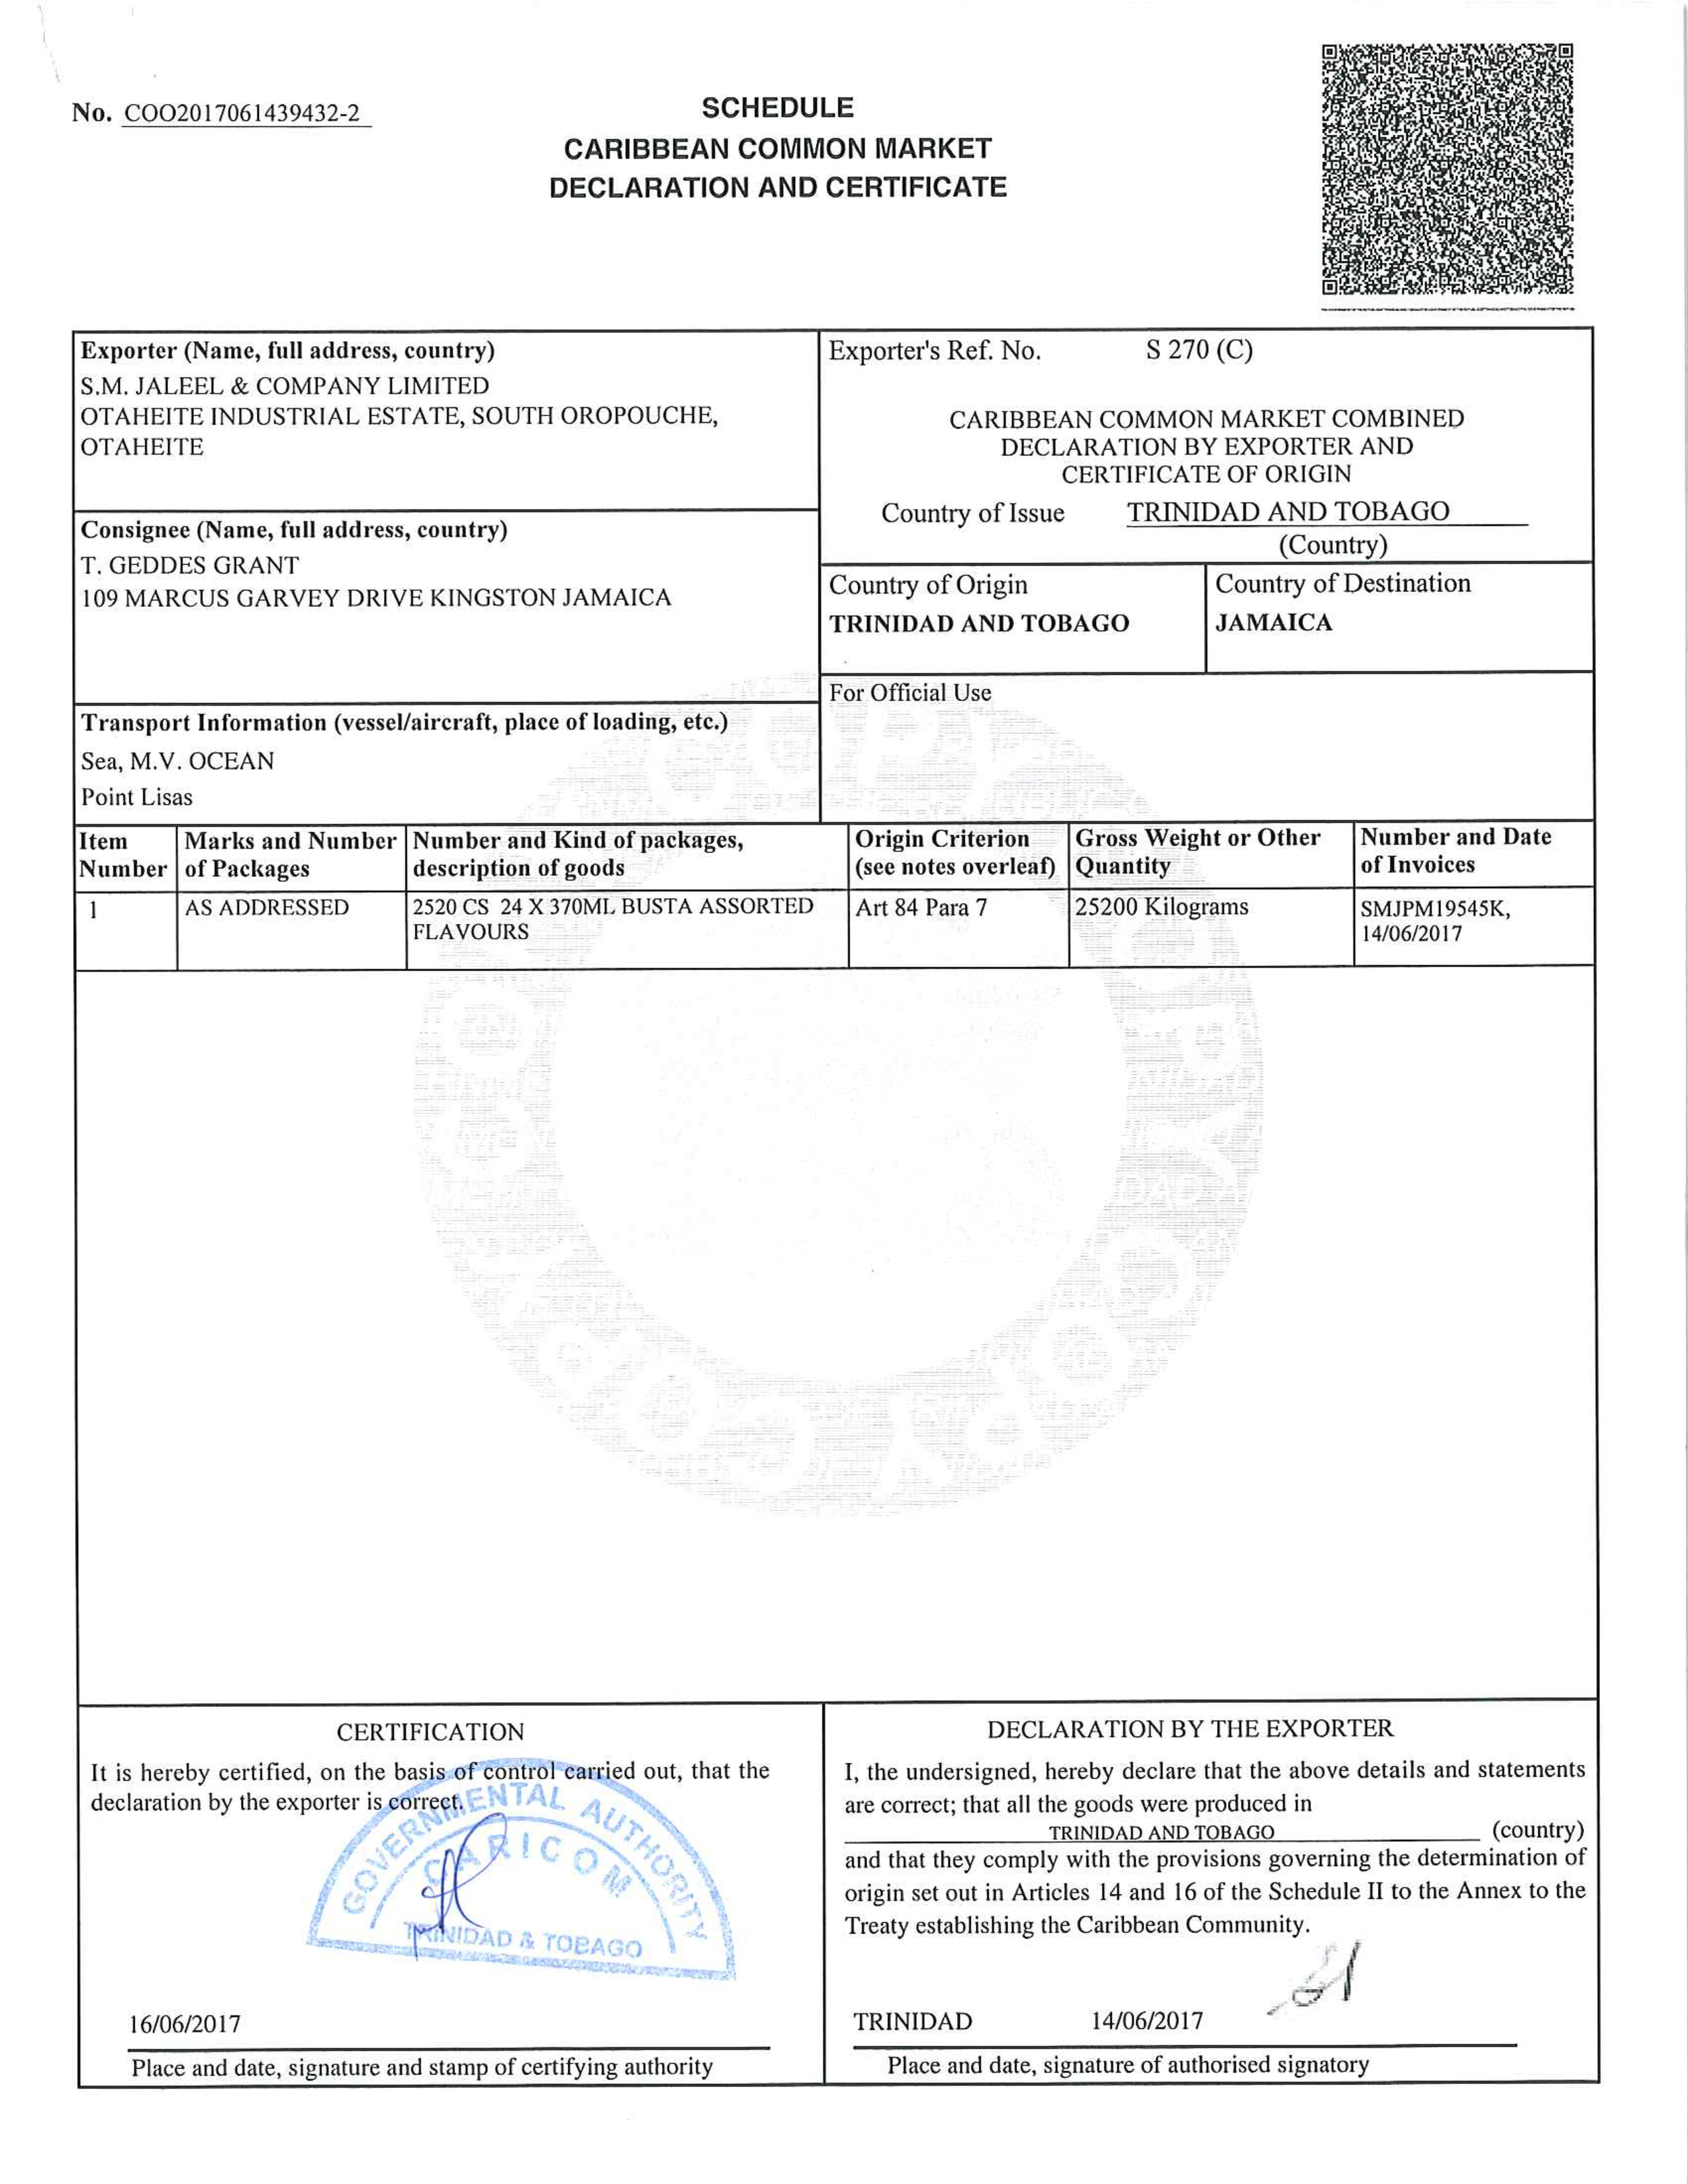 No. COO2017061439432-2
SCHEDULE
CARIBBEAN COMMON MARKET
DECLARATION AND CERTIFICATE
Exporter (Name, full address, country)
S.M. JALEEL & COMPANY LIMITED
OTAHEITE INDUSTRIAL ESTATE, SOUTH OROPOUCHE,
OTAHEITE
Exporter's Ref. No. S 270 (C)
CARIBBEAN COMMON MARKET COMBINED
DECLARATION BY EXPORTER AND
CERTIFICATE OF ORIGIN
Country of Issue TRINIDAD AND TOBAGO
(Country)
Consignee (Name, full address, country)
T. GEDDES GRANT
109 MARCUS GARVEY DRIVE KINGSTON JAMAICA
Country of Origin
TRINIDAD AND TOBAGO
Country of Destination
JAMAICA
For Official Use
Transport Information (vessel/aircraft, place of loading, etc.)
Sea, M.V. OCEAN
Point Lisas
Item
Number
Marks and Number
of Packages
Number and Kind of packages,
description of goods
Origin Criterion
(see notes overleaf)
Gross Weight or Other
Quantity
Number and Date
of Invoices
1
AS ADDRESSED
2520 CS 24 X 370ML BUSTA ASSORTED
FLAVOURS
Art 84 Para 7
25200 Kilograms
SMJPM19545K,
14/06/2017
CERTIFICATION
It is hereby certified, on the basis of control carried out, that the
declaration by the exporter is correct.
GOVERNMENTAL AUTHORITY
CARICOM
TRINIDAD & TOBAGO
16/06/2017
Place and date, signature and stamp of certifying authority
DECLARATION BY THE EXPORTER
I, the undersigned, hereby declare that the above details and statements
are correct; that all the goods were produced in
TRINIDAD AND TOBAGO (country)
and that they comply with the provisions governing the determination of
origin set out in Articles 14 and 16 of the Schedule II to the Annex to the
Treaty establishing the Caribbean Community.
TRINIDAD 14/06/2017
Place and date, signature of authorised signatory